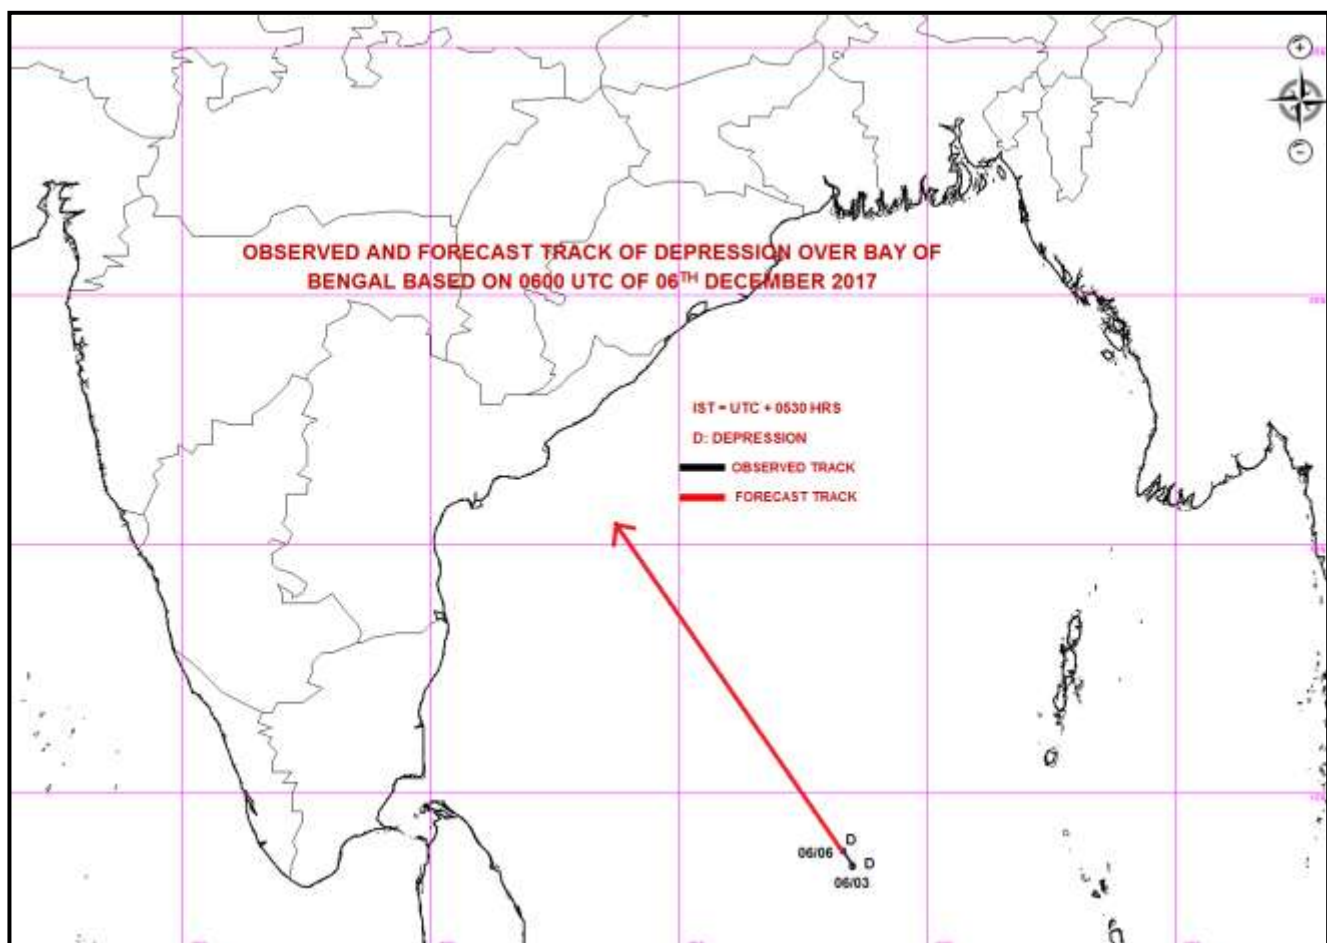 OBSERVED AND FORECAST TRACK OF DEPRESSION OVER BAY OF
BENGAL BASED ON 0600 UTC OF 06TH DECEMBER 2017
IST = UTC + 0530 HRS
D: DEPRESSION
OBSERVED TRACK
FORECAST TRACK
D
06/06
D
06/03